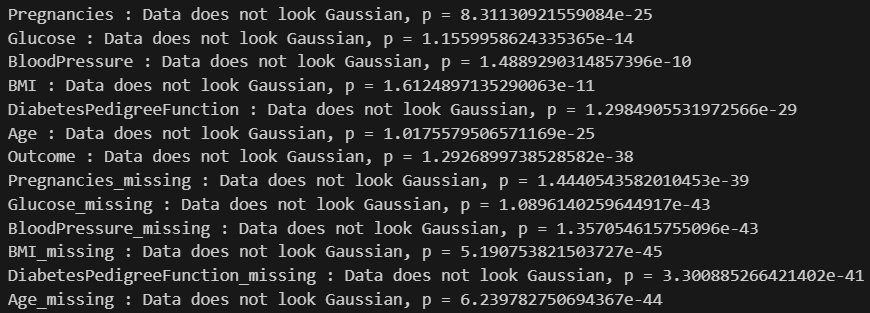 Pregnancies : Data does not look Gaussian, p = 8.31130921559084e-25
Glucose : Data does not look Gaussian, p = 1.1559958624335365e-14
BloodPressure : Data does not look Gaussian, p = 1.4889290314857396e-10
BMI : Data does not look Gaussian, p = 1.6124897135290063e-11
DiabetesPedigreeFunction : Data does not look Gaussian, p = 1.2984905531972566e-29
Age : Data does not look Gaussian, p = 1.0175579506571169e-25
Outcome : Data does not look Gaussian, p = 1.2926899738528582e-38
Pregnancies_missing : Data does not look Gaussian, p = 1.4440543582010453e-39
Glucose_missing : Data does not look Gaussian, p = 1.0896140259644917e-43
BloodPressure_missing : Data does not look Gaussian, p = 1.357054615755096e-43
BMI_missing : Data does not look Gaussian, p = 5.190753821503727e-45
DiabetesPedigreeFunction_missing : Data does not look Gaussian, p = 3.300885266421402e-41
Age_missing : Data does not look Gaussian, p = 6.239782750694367e-44